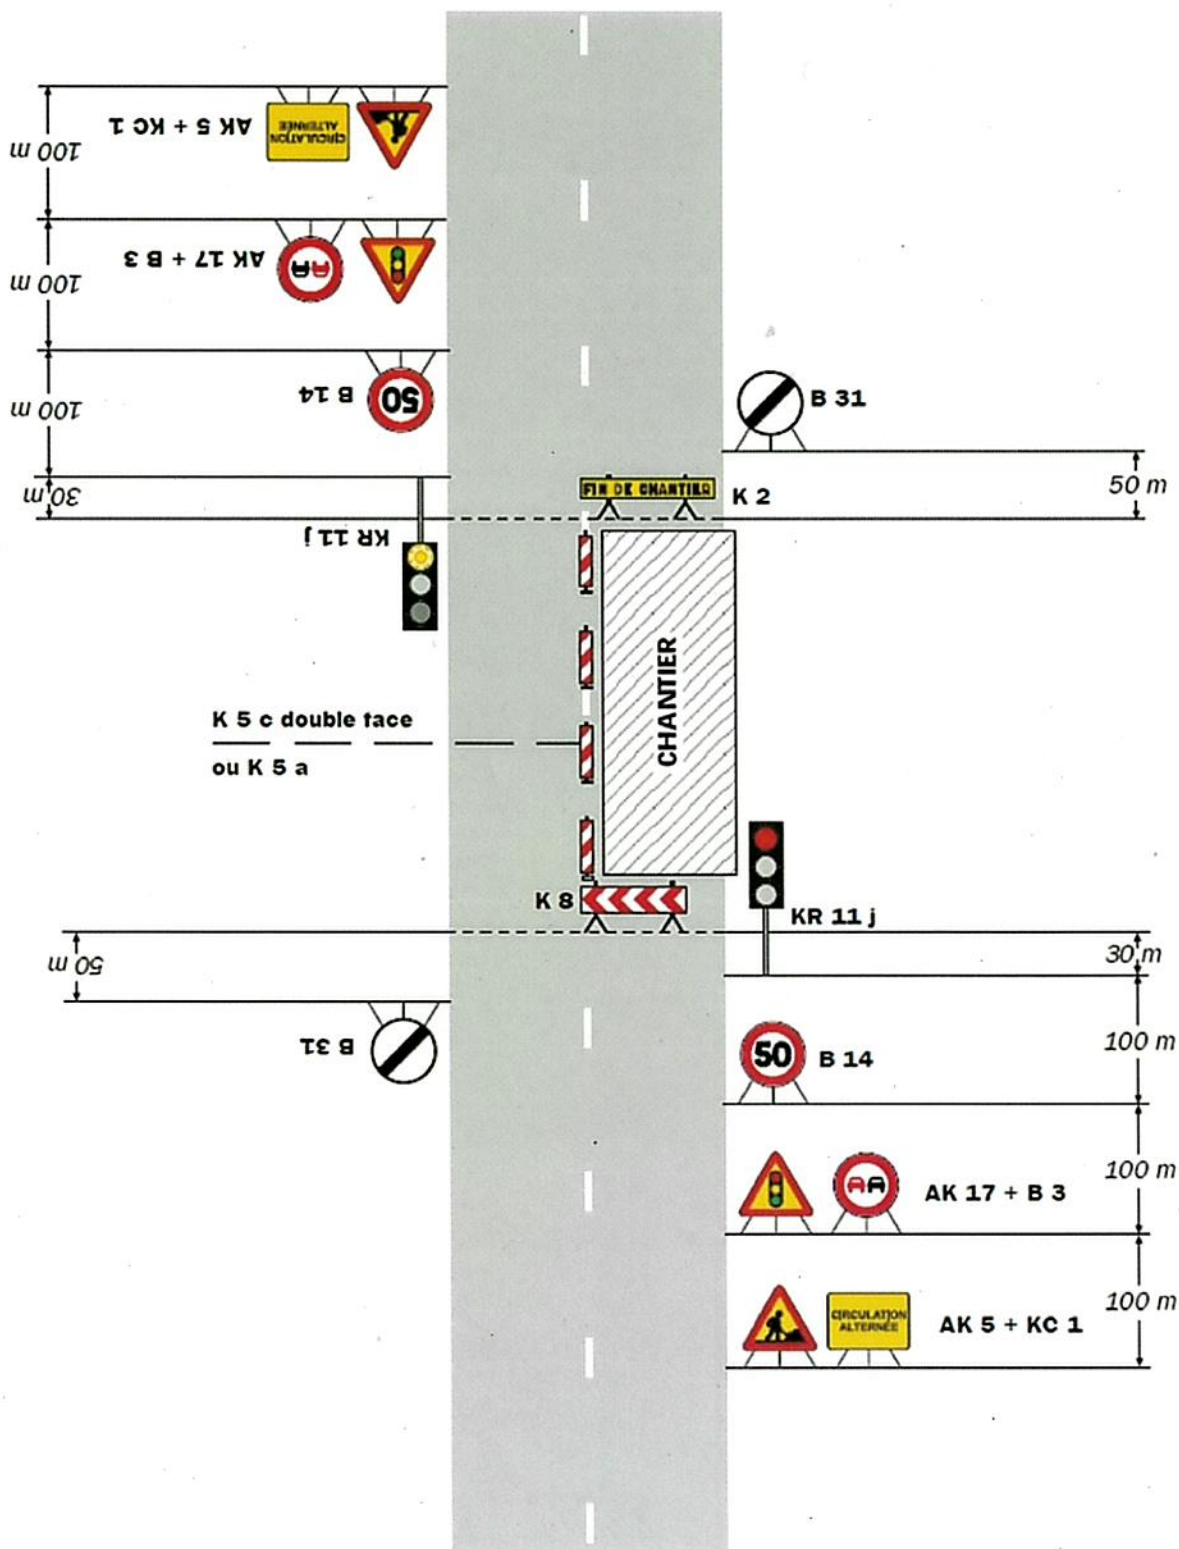 AK 5 + KC 1
CIRCULATION
ALTERNÉE
100 m
AK 17 + B 3
100 m
B 14
50
100 m
B 31
30 m
FIN DE CHANTIER
K 2
50 m
KR 11 j
CHANTIER
K 5 c double face
ou K 5 a
K 8
KR 11 j
50 m
30 m
B 31
50
B 14
100 m
AK 17 + B 3
100 m
CIRCULATION
ALTERNÉE
AK 5 + KC 1
100 m